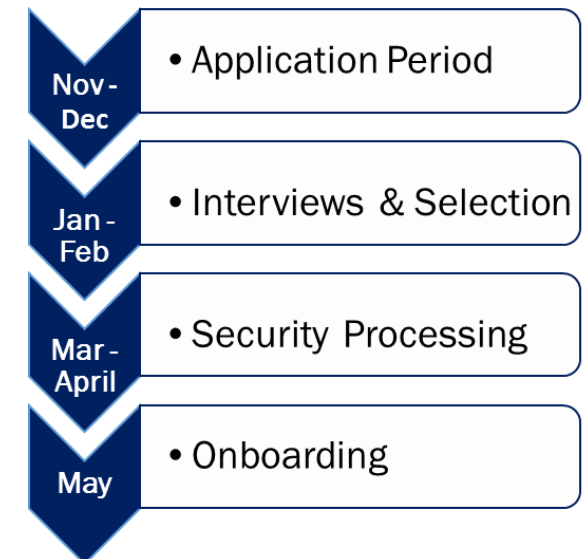 Nov-
Dec
• Application Period
Jan-
Feb
• Interviews & Selection
Mar-
April
• Security Processing
May
• Onboarding